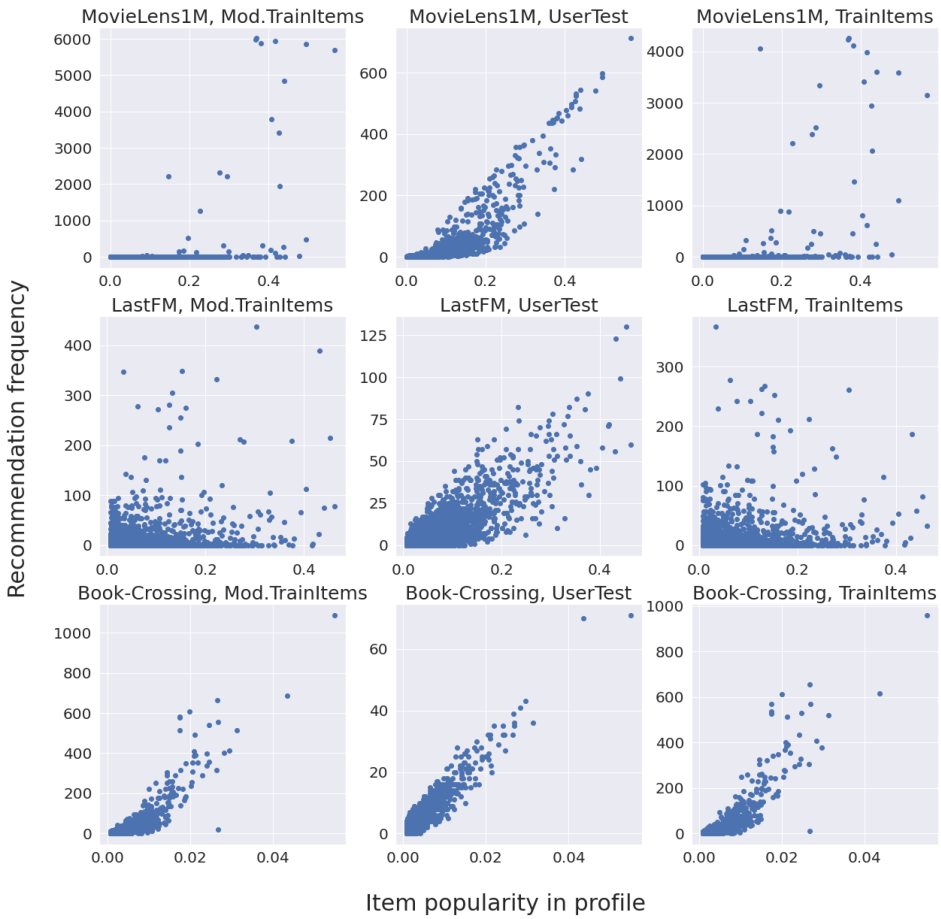 MovieLens1M, Mod.TrainItems
MovieLens1M, UserTest
MovieLens1M, TrainItems
6000
5000
4000
3000
2000
1000
0
0.0 0.2 0.4
600
400
200
0
0.0 0.2 0.4
4000
3000
2000
1000
0
0.0 0.2 0.4
Recommendation frequency
LastFM, Mod.TrainItems
LastFM, UserTest
LastFM, TrainItems
400
300
200
100
0
0.0 0.2 0.4
125
100
75
50
25
0
0.0 0.2 0.4
300
200
100
0
0.0 0.2 0.4
Book-Crossing, Mod.TrainItems
Book-Crossing, UserTest
Book-Crossing, TrainItems
1000
800
600
400
200
0
0.00 0.02 0.04
60
40
20
0
0.00 0.02 0.04
1000
800
600
400
200
0
0.00 0.02 0.04
Item popularity in profile